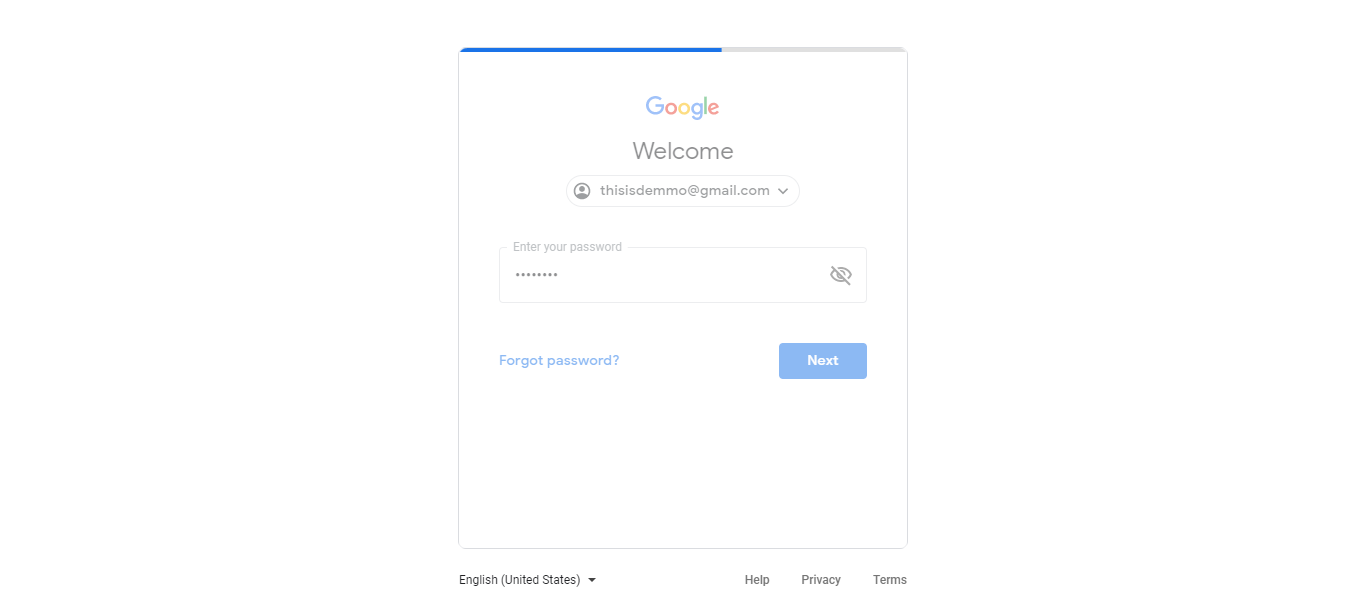 Google
Welcome
thisisdemmo@gmail.com
Enter your password
••••••••
Forgot password?
Next
English (United States)
Help Privacy Terms